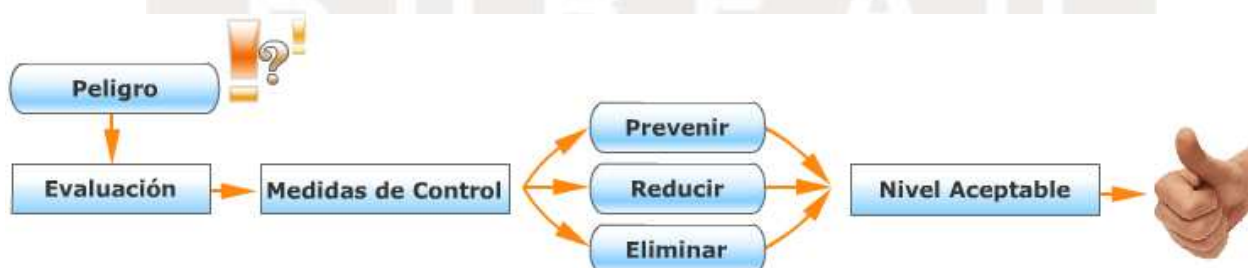 Peligro
Evaluación
Medidas de Control
Prevenir
Reducir
Eliminar
Nivel Aceptable